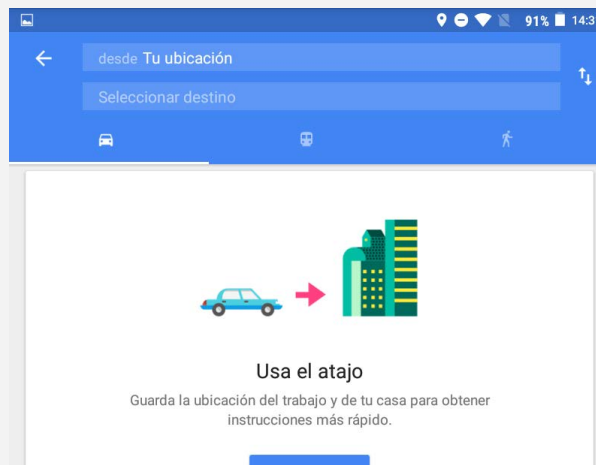 91% 14:3
desde Tu ubicación
Seleccionar destino
Usa el atajo
Guarda la ubicación del trabajo y de tu casa para obtener
instrucciones más rápido.